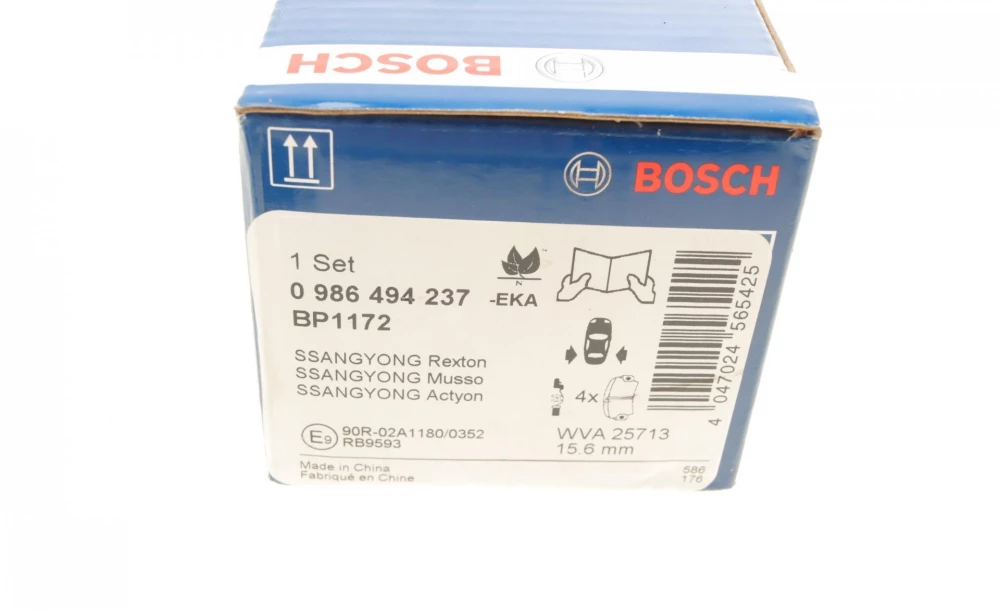 BOSCH
BOSCH
1 Set
0 986 494 237 -EKA
N
BP1172
SSANGYONG Rexton
SSANGYONG Musso
SSANGYONG Actyon
4x
E9 90R-02A1180/0352
RB9593
WVA 25713
15.6 mm
Made in China
Fabriqué en Chine
586
176
4 047024 565425